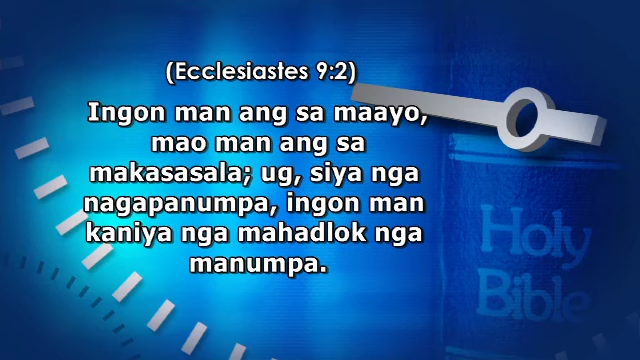 (Ecclesiastes 9:2)
Ingon man ang sa maayo,
mao man ang sa
makasasala; ug, siya nga
nagapanumpa, ingon man
kaniya nga mahadlok nga
manumpa.
Holy
Bible